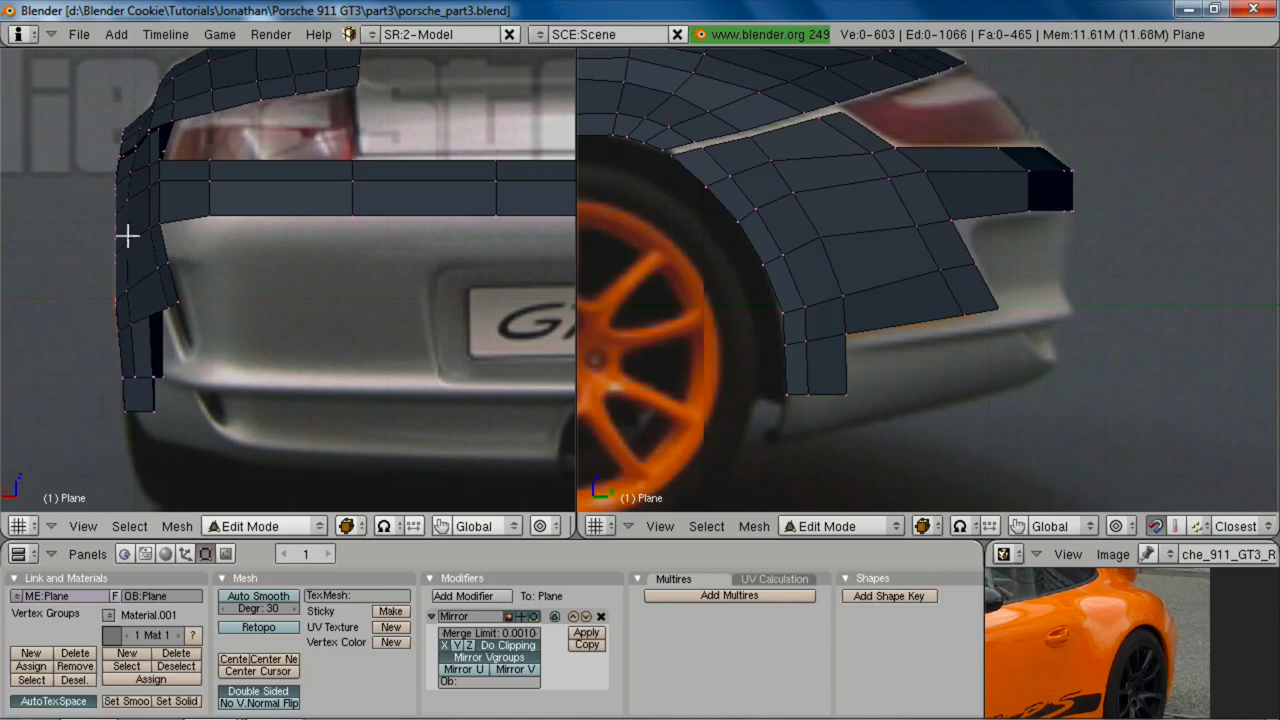 Blender [d:\Blender Cookie\Tutorials\Jonathan\Porsche 911 GT3\part3\porsche_part3.blend]
File Add Timeline Game Render Help SR:2-Model SCE:Scene www.blender.org 249 Ve:0-603 | Ed:0-1066 | Fa:0-465 | Mem:11.61M (11.68M) Plane
GT
z
(1) Plane
(1) Plane
View Select Mesh Edit Mode Global
View Select Mesh Edit Mode Global Closest
Panels 1
View Image che_911_GT3_R
Link and Materials
ME:Plane F OB:Plane
Vertex Groups
Material.001
1 Mat 1 ?
New Delete New Delete
Assign Remove Select Deselect
Select Desel. Assign
AutoTexSpace Set Smoo Set Solid
Mesh
Auto Smooth
Degr: 30
Retopo
TexMesh:
Sticky Make
UV Texture New
Vertex Color New
Cente Center Ne
Center Cursor
Double Sided
No V.Normal Flip
Modifiers
Add Modifier To: Plane
Mirror
Merge Limit: 0.0010 Apply
X Y Z Do Clipping Copy
Mirror Vgroups
Mirror U Mirror V
Ob:
Multires UV Calculation
Add Multires
Shapes
Add Shape Key